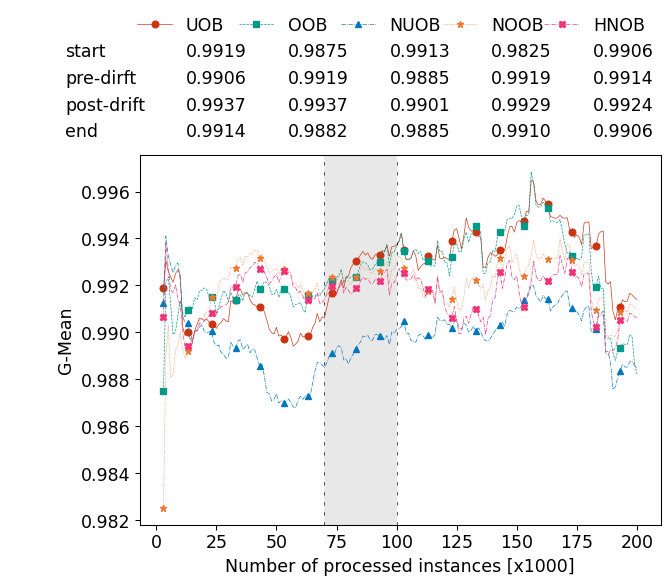 UOB OOB NUOB NOOB HNOB
start 0.9919 0.9875 0.9913 0.9825 0.9906
pre-dirft 0.9906 0.9919 0.9885 0.9919 0.9914
post-drift 0.9937 0.9937 0.9901 0.9929 0.9924
end 0.9914 0.9882 0.9885 0.9910 0.9906
G-Mean
0.996
0.994
0.992
0.990
0.988
0.986
0.984
0.982
0 25 50 75 100 125 150 175 200
Number of processed instances [x1000]